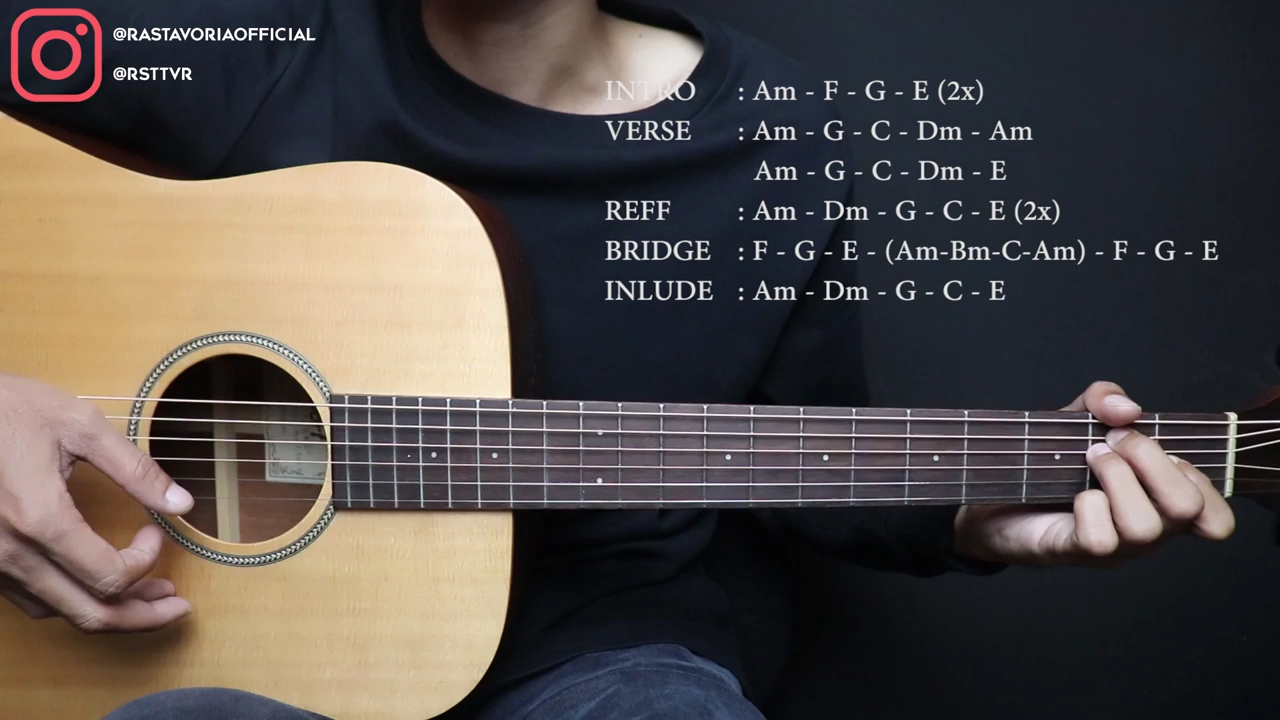 @RASTAVORIAOFFICIAL
@RSTTVR
INTRO : Am - F - G - E (2x)
VERSE : Am - G - C - Dm - Am
Am - G - C - Dm - E
REFF : Am - Dm - G - C - E (2x)
BRIDGE : F - G - E - (Am-Bm-C-Am) - F - G - E
INLUDE : Am - Dm - G - C - E